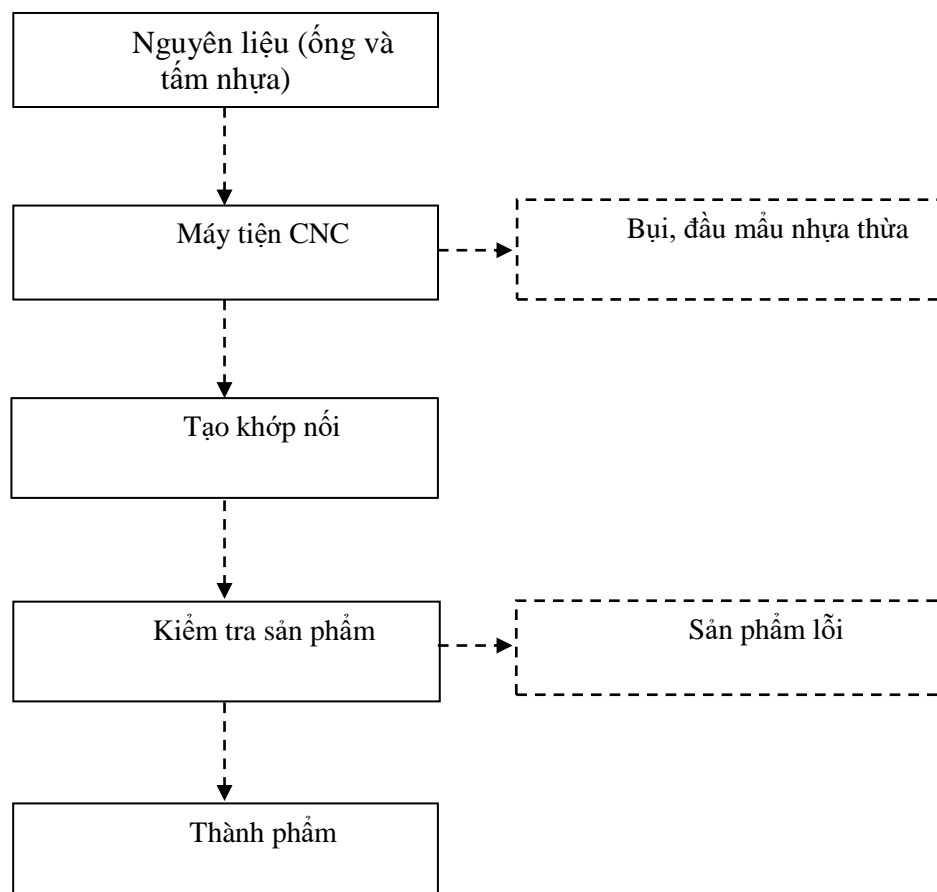 Nguyên liệu (ống và
tấm nhựa)
Máy tiện CNC
Bụi, đầu mẩu nhựa thừa
Tạo khớp nối
Kiểm tra sản phẩm
Sản phẩm lỗi
Thành phẩm